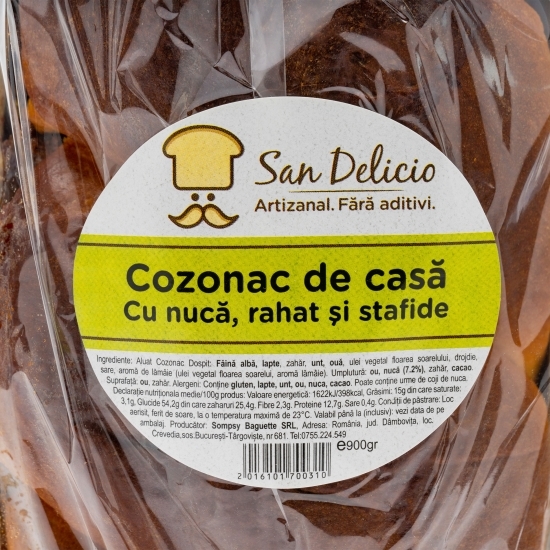 San Delicio
Artizanal. Fără aditivi.
Cozonac de casă
Cu nucă, rahat și stafide
Ingrediente: Aluat Cozonac Dospit: Făină albă, lapte, zahăr, unt, ouă, ulei vegetal floarea soarelui, drojdie,
sare, aromă de lămâie (ulei vegetal floarea soarelui, aromă lămâie). Umplutură: ou, nucă (7.2%), zahăr, cacao.
Suprafață: ou, zahăr. Alergeni: Conține gluten, lapte, unt, ou, nuca, cacao. Poate conține urme de coji de nuca.
Declarație nutrițională medie/100g produs: Valoare energetică: 1622kJ/398kcal, Grăsimi: 15g din care saturate:
3,1g, Glucide 54,2g din care zaharuri 25,4g. Fibre 2,3g. Proteine 12,7g. Sare 0,4g. Condiții de păstrare: Loc
aerisit, ferit de soare, la o temperatură maximă de 23°C. Valabil până la (inclusiv): vezi data de pe
ambalaj. Producător: Sompsy Baguette SRL, Adresa: România, jud. Dâmbovița, loc.
Crevedia,sos.București-Târgoviște,nr 681. Tel:0755.224.549
℮900gr
2 016101 700310